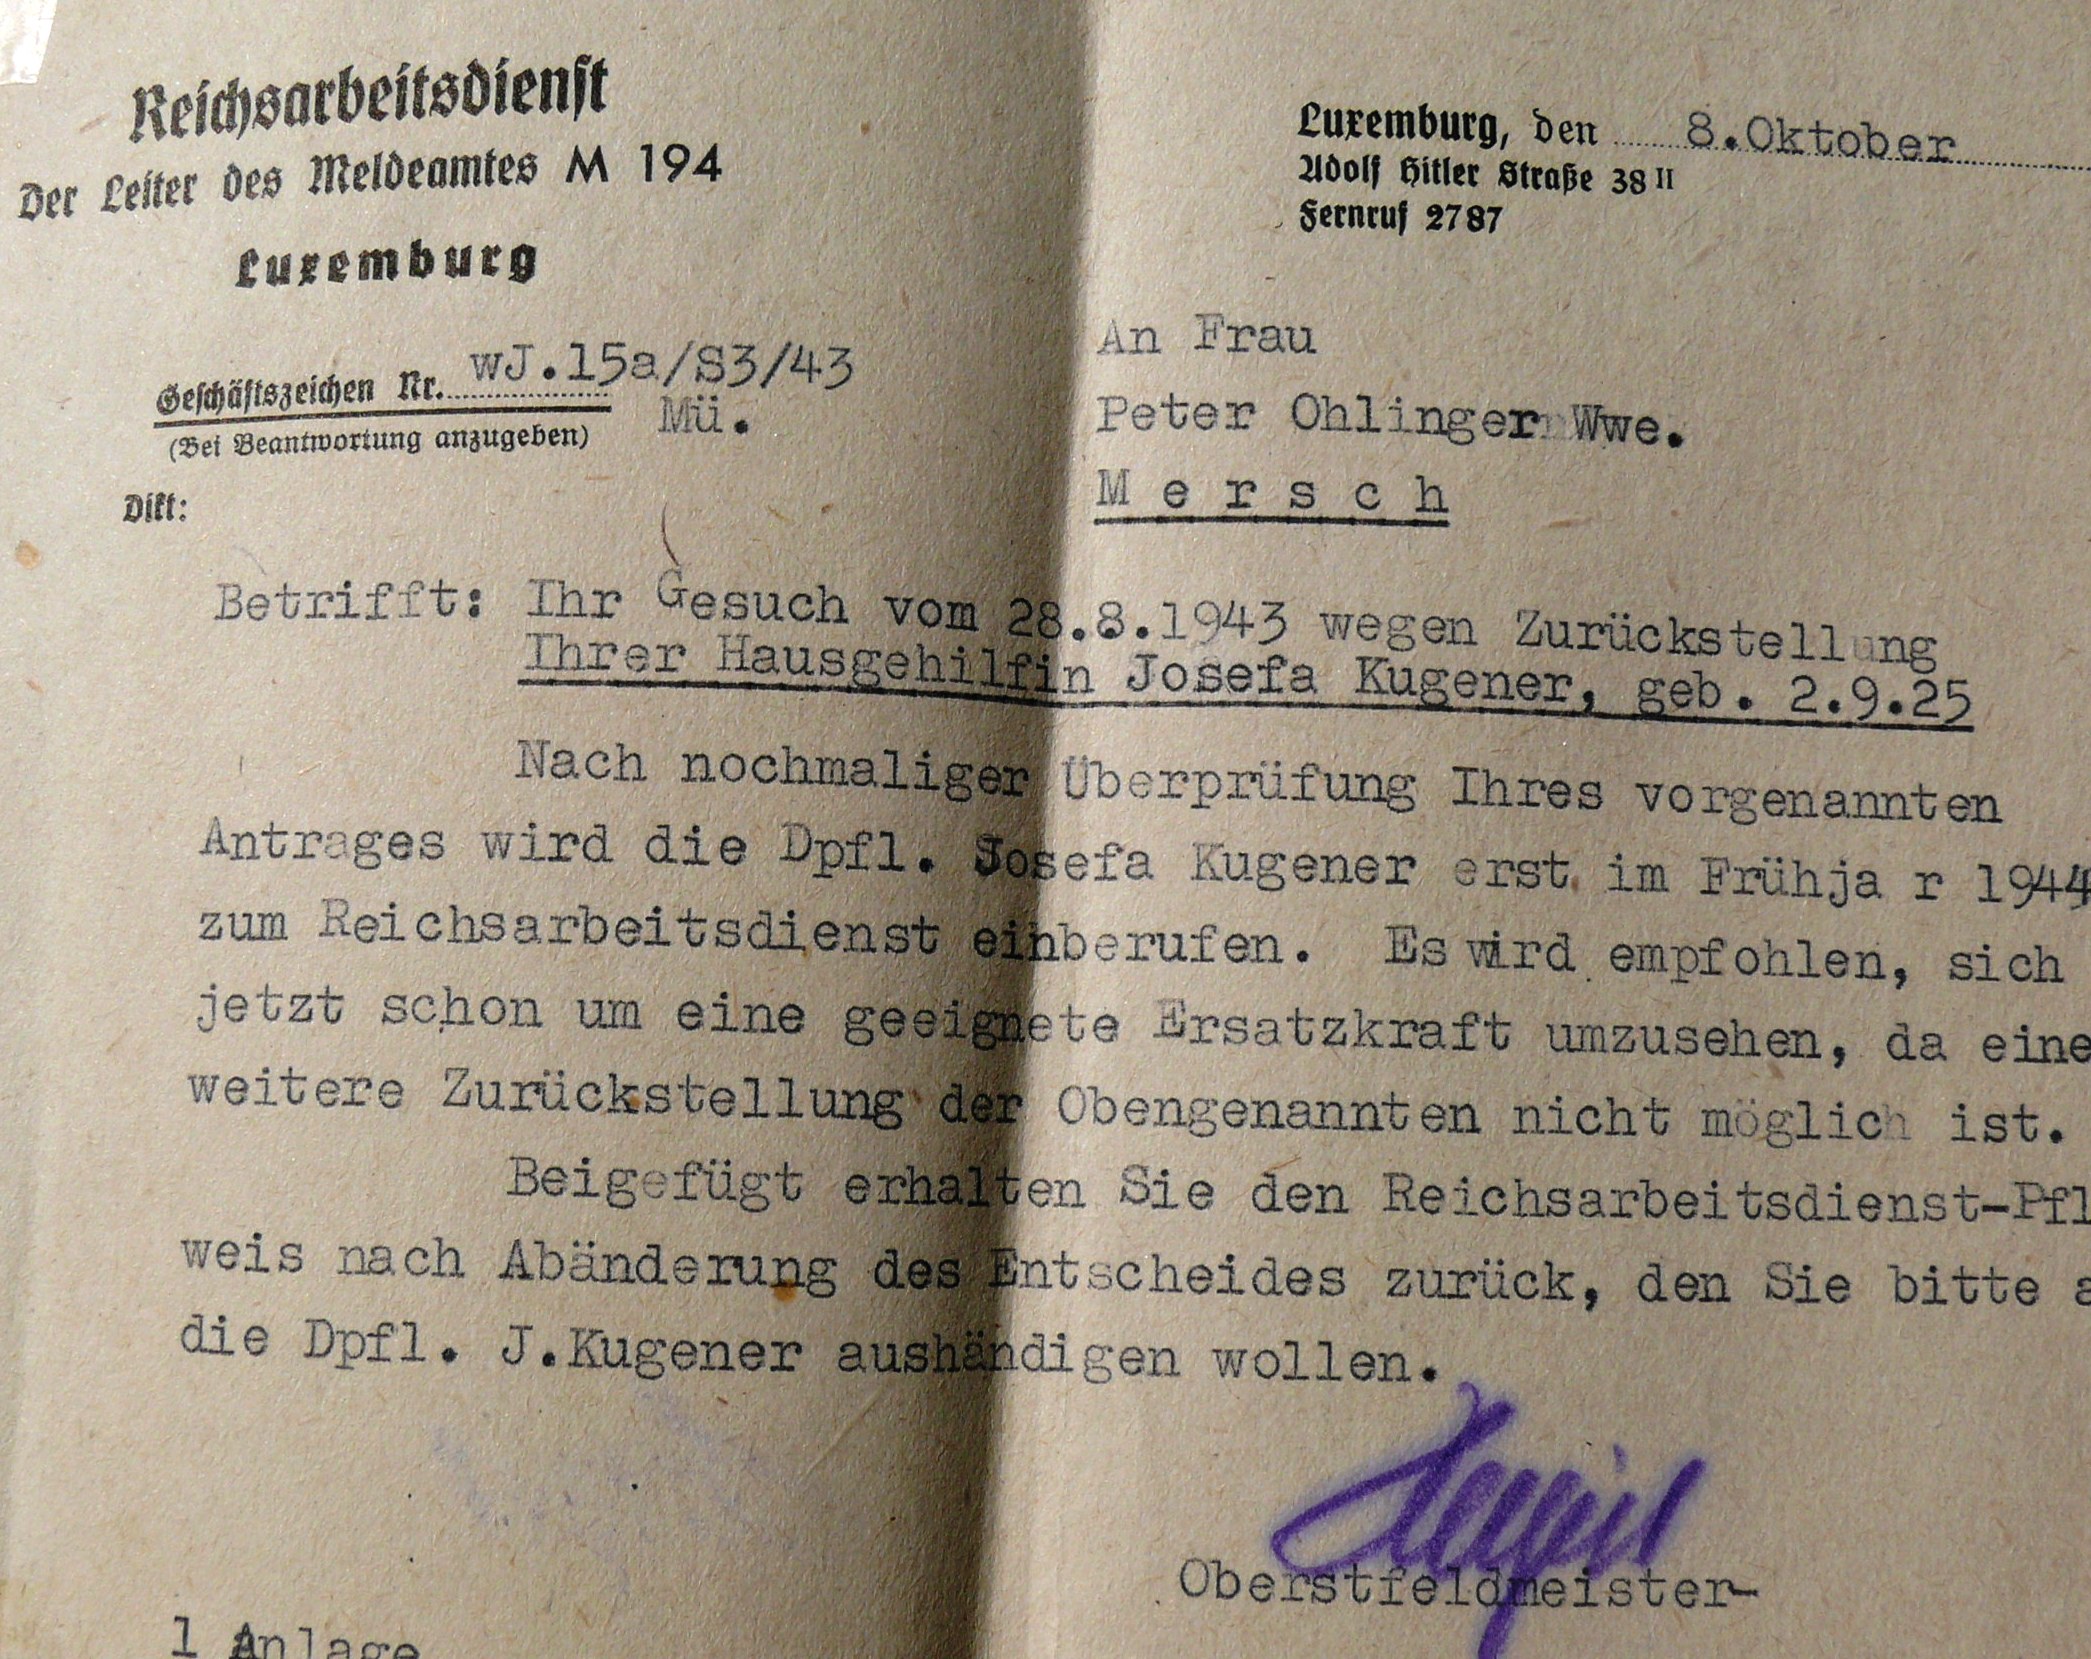 Reichsarbeitsdienst
Der Leiter des Meldeamtes M 194
Luxemburg
Luxemburg, den 8.Oktober
Adolf Hitler Straße 38 II
Fernruf 2787
Geschäftszeichen Nr. wJ.15a/S3/43
Mü.
(Bei Beantwortung anzugeben)
Dikt:
An Frau
Peter Ohlinger Wwe.
Mersch
Betrifft: Ihr Gesuch vom 28.8.1943 wegen Zurückstellung
Ihrer Hausgehilfin Josefa Kugener, geb. 2.9.25
Nach nochmaliger Überprüfung Ihres vorgenannten
Antrages wird die Dpfl. Josefa Kugener erst im Frühja r 1944
zum Reichsarbeitsdienst einberufen. Es wird empfohlen, sich
jetzt schon um eine geeignete Ersatzkraft umzusehen, da eine
weitere Zurückstellung der Obengenannten nicht möglich ist.
Beigefügt erhalten Sie den Reichsarbeitsdienst-Pfl
weis nach Abänderung des Entscheides zurück, den Sie bitte a
die Dpfl. J.Kugener aushändigen wollen.
Oberstfeldmeister-
1 Anlage